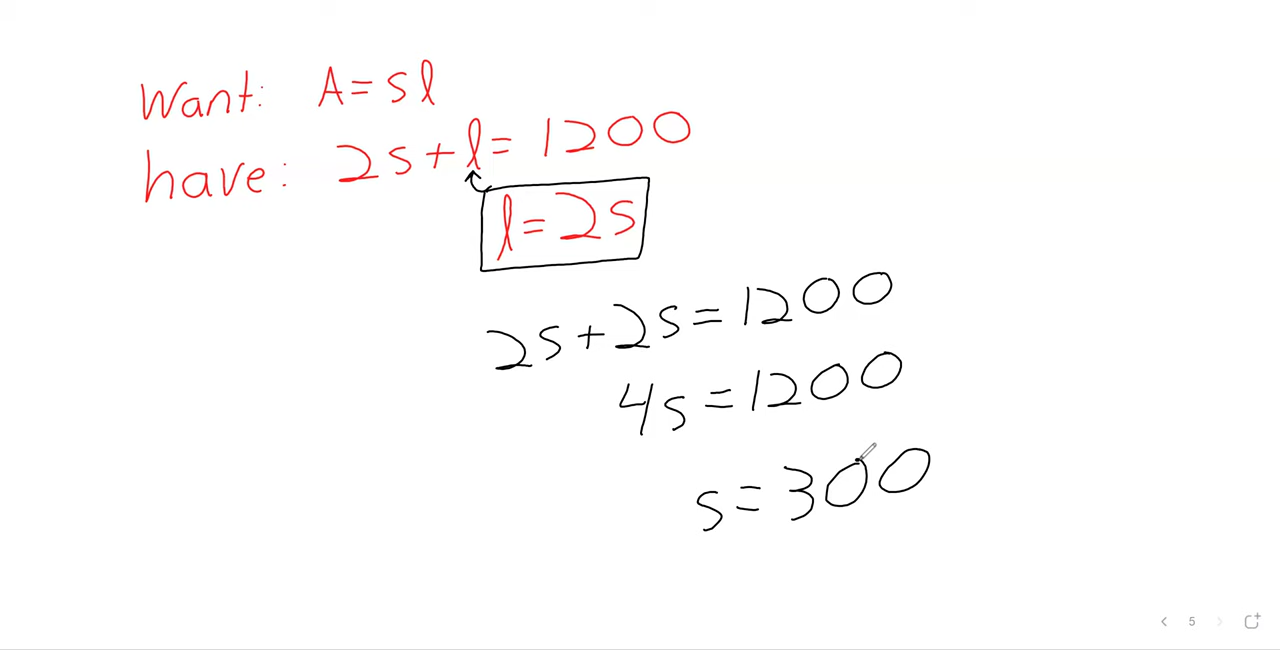 Want: A = sl
have: 2s + l = 1200
l = 2s
2s + 2s = 1200
4s = 1200
s = 300
5